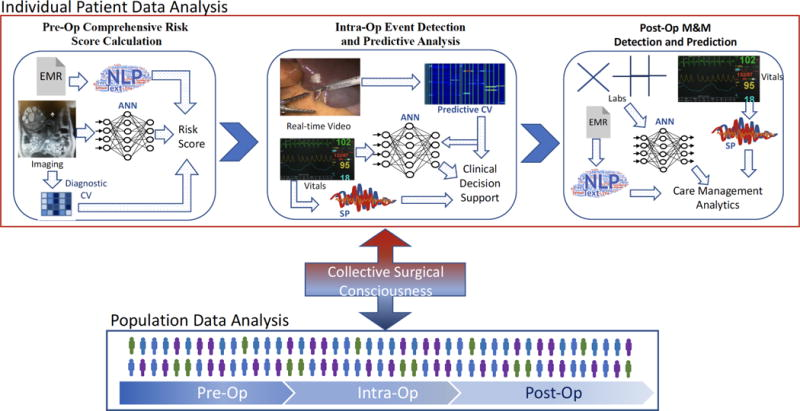 Individual Patient Data Analysis
Pre-Op Comprehensive Risk
Score Calculation
EMR
NLP
text
ANN
Risk
Score
Imaging
Diagnostic
CV
Intra-Op Event Detection
and Predictive Analysis
Real-time Video
Predictive CV
ANN
102
95
18
Vitals
SP
Clinical
Decision
Support
Post-Op M&M
Detection and Prediction
102
95
18
Vitals
Labs
EMR
ANN
SP
NLP
text
Care Management
Analytics
Collective Surgical
Consciousness
Population Data Analysis
Pre-Op
Intra-Op
Post-Op